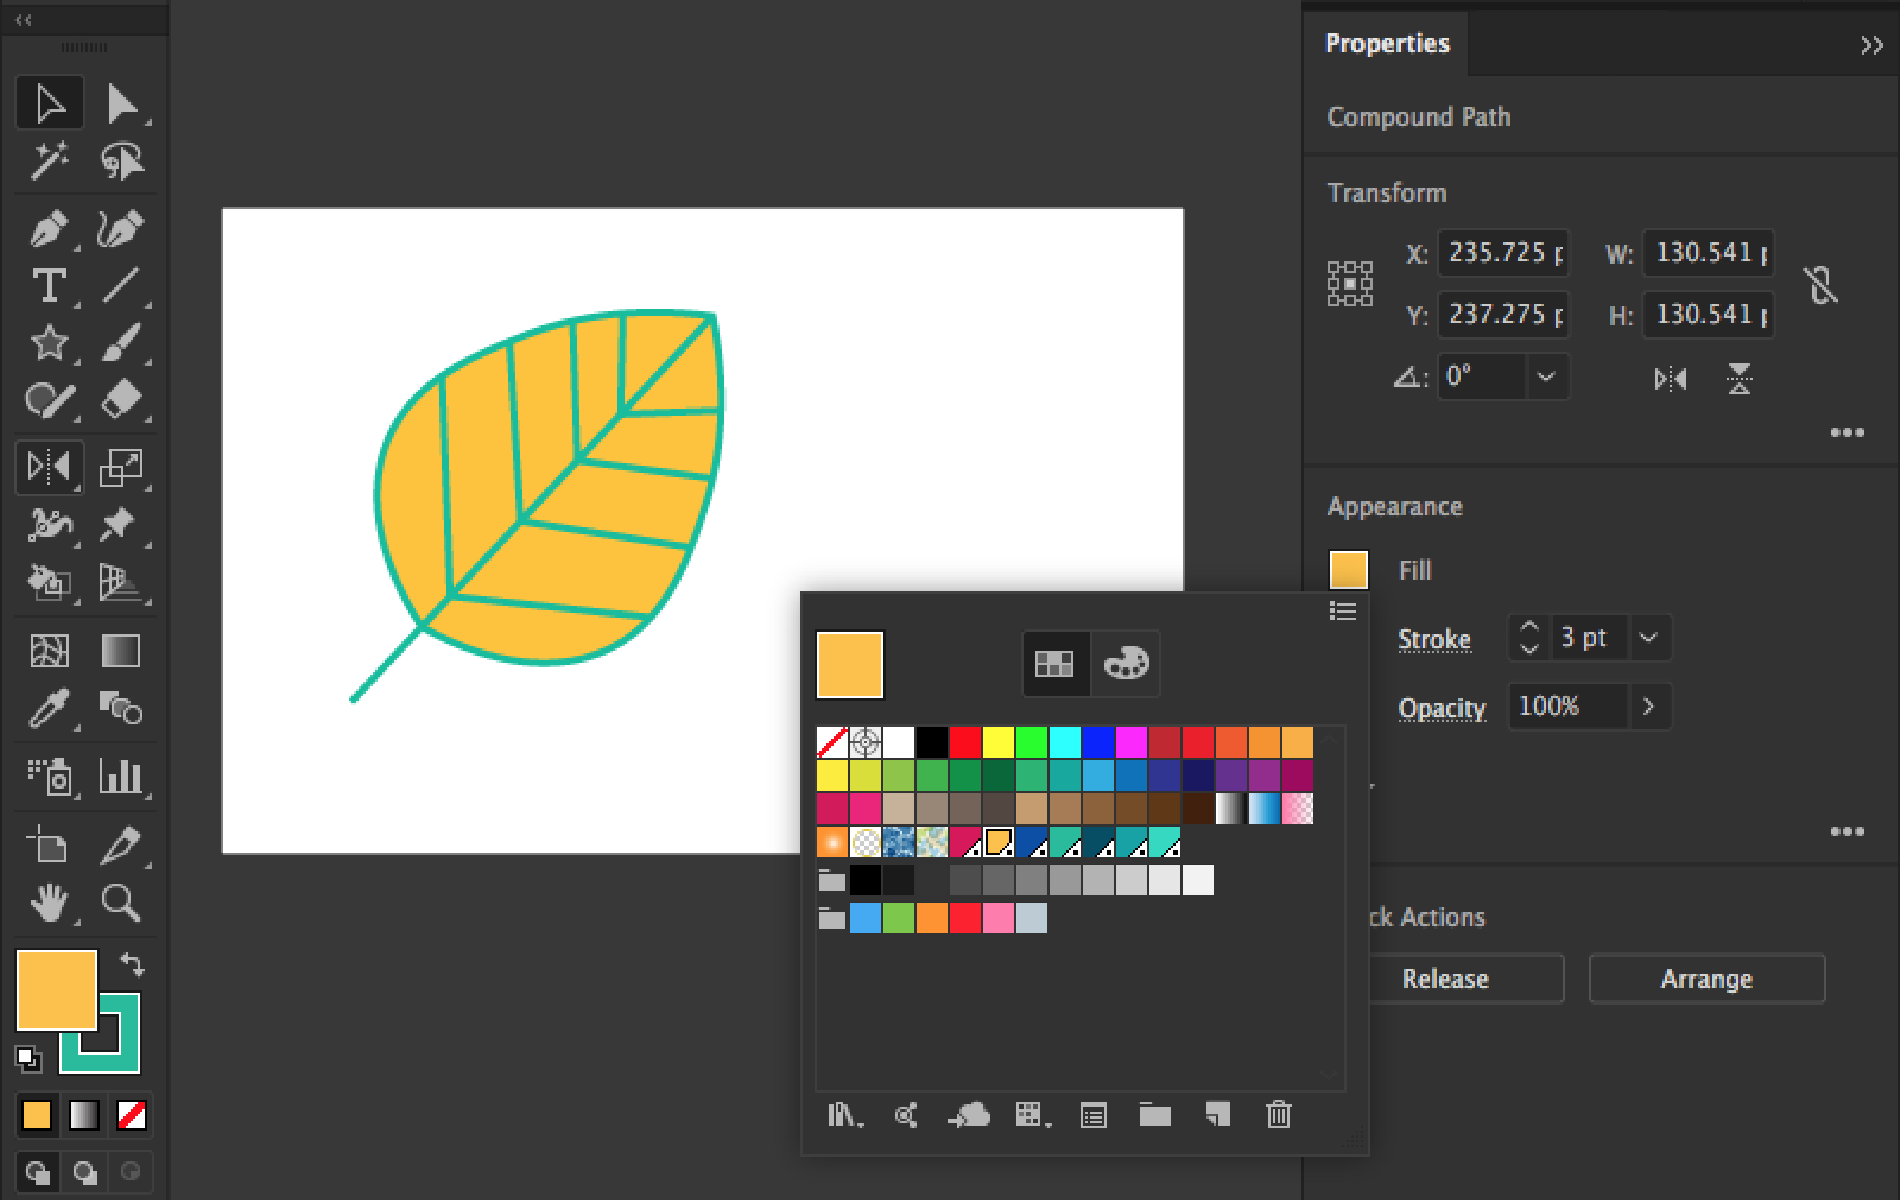 Properties
Compound Path
Transform
X: 235.725 p W: 130.541 p
Y: 237.275 p H: 130.541 p
0°
Appearance
Fill
Stroke 3 pt
Opacity 100%
ck Actions
Release Arrange